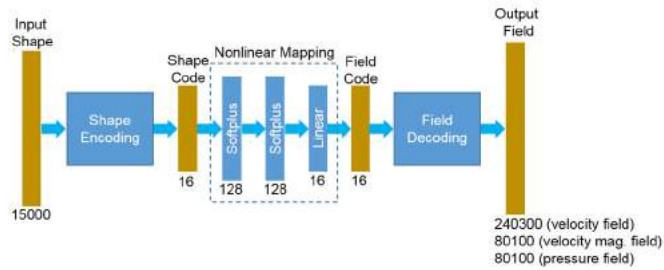 Input
Shape
15000
Shape
Encoding
Shape
Code
16
Nonlinear Mapping
Softplus
128
Softplus
128
Linear
16
Field
Code
16
Field
Decoding
Output
Field
240300 (velocity field)
80100 (velocity mag. field)
80100 (pressure field)